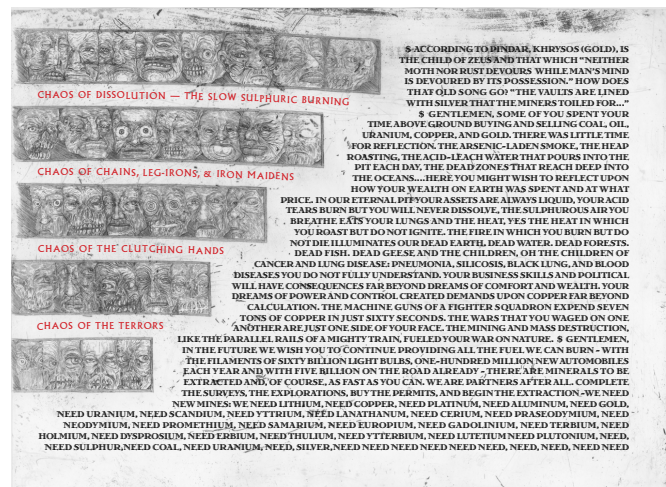 CHAOS OF DISSOLUTION — THE SLOW SULPHURIC BURNING
CHAOS OF CHAINS, LEG-IRONS, & IRON MAIDENS
CHAOS OF THE CLUTCHING HANDS
CHAOS OF THE TERRORS
$ ACCORDING TO PINDAR, KHRYSOS (GOLD), IS
THE CHILD OF ZEUS AND THAT WHICH "NEITHER
MOTH NOR RUST DEVOURS WHILE MAN'S MIND
IS DEVOURED BY ITS POSSESSION." HOW DOES
THAT OLD SONG GO? "THE VAULTS ARE LINED
WITH SILVER THAT THE MINERS TOILED FOR..."
$ GENTLEMEN, SOME OF YOU SPENT YOUR
TIME ABOVE GROUND BUYING AND SELLING COAL, OIL,
URANIUM, COPPER, AND GOLD. THERE WAS LITTLE TIME
FOR REFLECTION. THE ARSENIC-LADEN SMOKE, THE HEAP
ROASTING, THE ACID-LEACH WATER THAT POURS INTO THE
PIT EACH DAY, THE DEAD ZONES THAT REACH DEEP INTO
THE OCEANS....HERE YOU MIGHT WISH TO REFLECT UPON
HOW YOUR WEALTH ON EARTH WAS SPENT AND AT WHAT
PRICE. IN OUR ETERNAL PIT YOUR ASSETS ARE ALWAYS LIQUID, YOUR ACID
TEARS BURN BUT YOU WILL NEVER DISSOLVE, THE SULPHUROUS AIR YOU
BREATHE EATS YOUR LUNGS AND THE HEAT, YES THE HEAT IN WHICH
YOU ROAST BUT DO NOT IGNITE. THE FIRE IN WHICH YOU BURN BUT DO
NOT DIE ILLUMINATES OUR DEAD EARTH, DEAD WATER. DEAD FORESTS.
DEAD FISH. DEAD GEESE AND THE CHILDREN, OH THE CHILDREN OF
CANCER AND LUNG DISEASE: PNEUMONIA, SILICOSIS, BLACK LUNG, AND BLOOD
DISEASES YOU DO NOT FULLY UNDERSTAND. YOUR BUSINESS SKILLS AND POLITICAL
WILL HAVE CONSEQUENCES FAR BEYOND DREAMS OF COMFORT AND WEALTH. YOUR
DREAMS OF POWER AND CONTROL CREATED DEMANDS UPON COPPER FAR BEYOND
CALCULATION. THE MACHINE GUNS OF A FIGHTER SQUADRON EXPEND SEVEN
TONS OF COPPER IN JUST SIXTY SECONDS. THE WARS THAT YOU WAGED ON ONE
ANOTHER ARE JUST ONE SIDE OF YOUR FACE. THE MINING AND MASS DESTRUCTION,
LIKE THE PARALLEL RAILS OF A MIGHTY TRAIN, FUELED YOUR WAR ON NATURE. $ GENTLEMEN,
IN THE FUTURE WE WISH YOU TO CONTINUE PROVIDING ALL THE FUEL WE CAN BURN - WITH
THE FILAMENTS OF SIXTY BILLION LIGHT BULBS, ONE-HUNDRED MILLION NEW AUTOMOBILES
EACH YEAR AND WITH FIVE BILLION ON THE ROAD ALREADY - THERE ARE MINERALS TO BE
EXTRACTED AND, OF COURSE, AS FAST AS YOU CAN. WE ARE PARTNERS AFTER ALL. COMPLETE
THE SURVEYS, THE EXPLORATIONS, BUY THE PERMITS, AND BEGIN THE EXTRACTION-WE NEED
NEW MINES: WE NEED LITHIUM, NEED COPPER, NEED PLATINUM, NEED ALUMINUM, NEED GOLD,
NEED URANIUM, NEED SCANDIUM, NEED YTTRIUM, NEED LANATHANUM, NEED CERIUM, NEED PRASEODYMIUM, NEED
NEODYMIUM, NEED PROMETHIUM, NEED SAMARIUM, NEED EUROPIUM, NEED GADOLINIUM, NEED TERBIUM, NEED
HOLMIUM, NEED DYSPROSIUM, NEED ERBIUM, NEED THULIUM, NEED YTTERBIUM, NEED LUTETIUM NEED PLUTONIUM, NEED,
NEED SULPHUR,NEED COAL, NEED URANIUM, NEED, SILVER,NEED NEED NEED NEED NEED NEED, NEED, NEED NEED